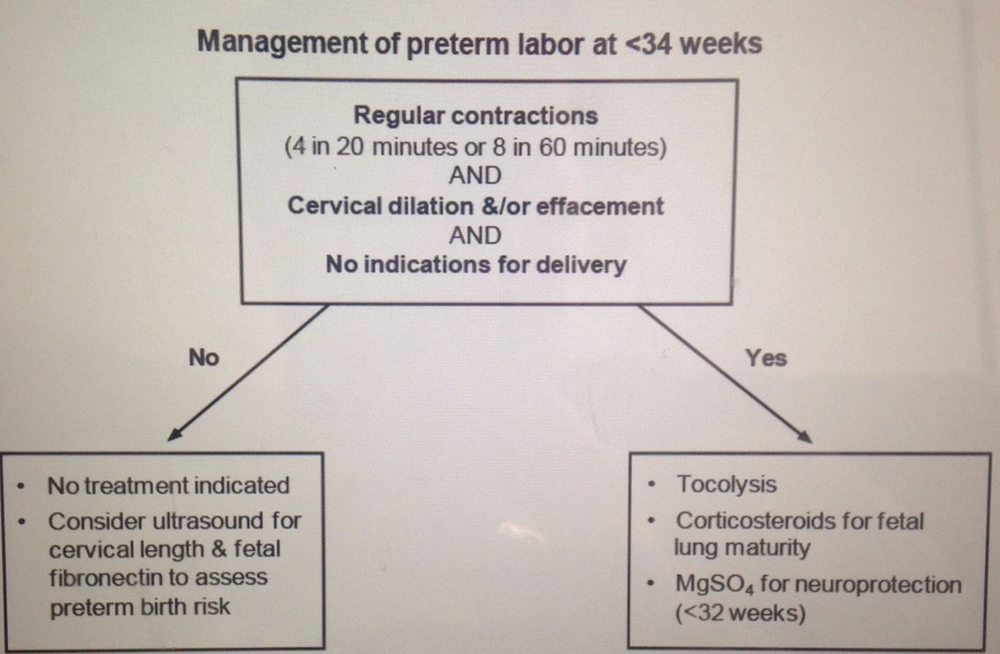 Management of preterm labor at <34 weeks
Regular contractions
(4 in 20 minutes or 8 in 60 minutes)
AND
Cervical dilation &/or effacement
AND
No indications for delivery
No
Yes
• No treatment indicated
• Consider ultrasound for
cervical length & fetal
fibronectin to assess
preterm birth risk
• Tocolysis
• Corticosteroids for fetal
lung maturity
• MgSO₄ for neuroprotection
(<32 weeks)